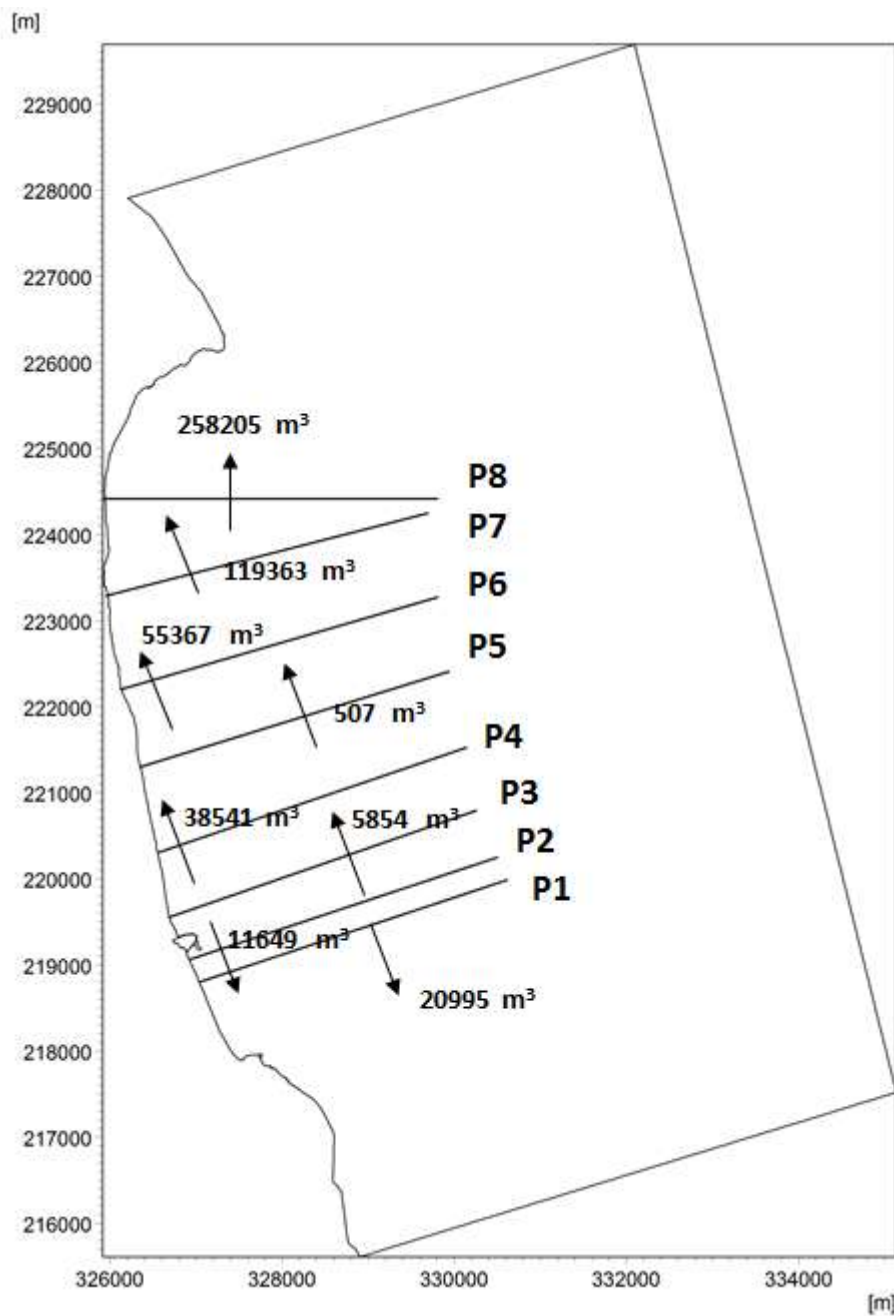 [m]
229000
228000
227000
226000
258205 m³
225000
P8
224000
P7
119363 m³
P6
223000
55367 m³
P5
222000
507 m³
P4
221000
38541 m³
5854 m³
P3
220000
P2
P1
11649 m³
219000
20995 m³
218000
217000
216000
326000 328000 330000 332000 334000
[m]